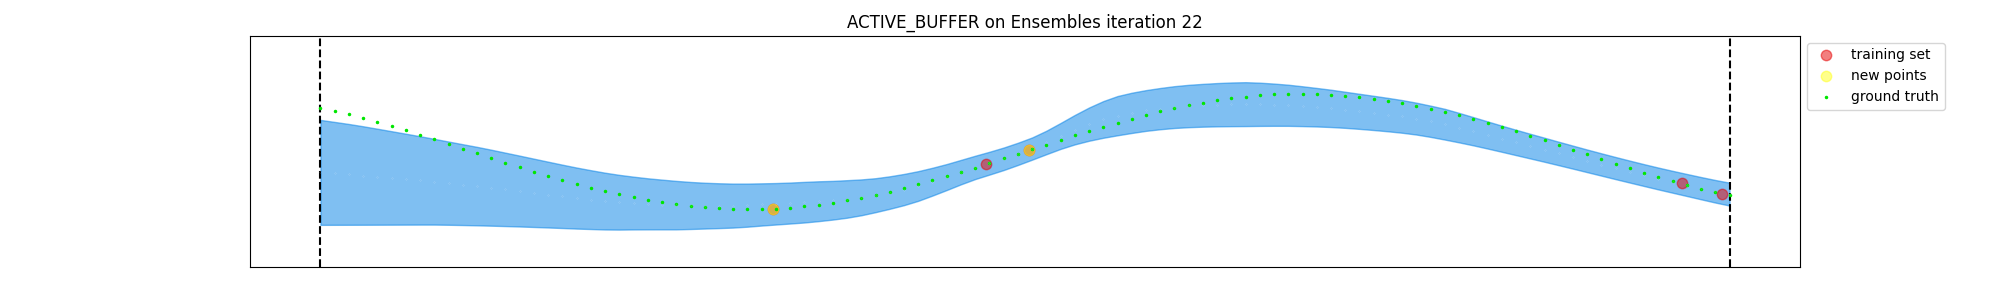 ACTIVE_BUFFER on Ensembles iteration 22
training set
new points
ground truth